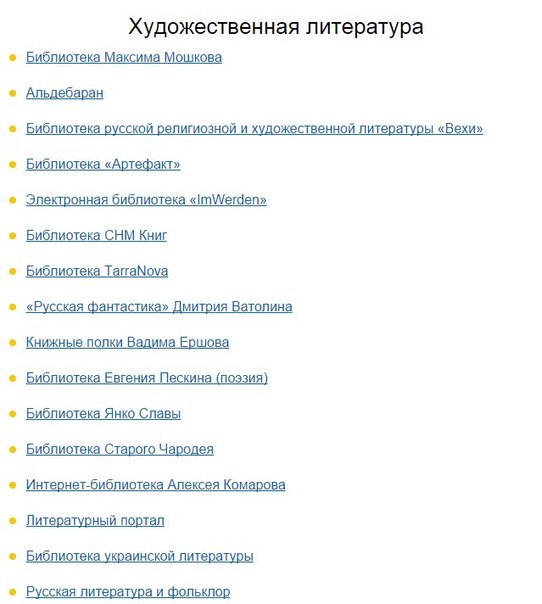 Художественная литература
Библиотека Максима Мошкова
Альдебаран
Библиотека русской религиозной и художественной литературы «Вехи»
Библиотека «Артефакт»
Электронная библиотека «ImWerden»
Библиотека СНМ Книг
Библиотека TarraNova
«Русская фантастика» Дмитрия Ватолина
Книжные полки Вадима Ершова
Библиотека Евгения Пескина (поэзия)
Библиотека Янко Славы
Библиотека Старого Чародея
Интернет-библиотека Алексея Комарова
Литературный портал
Библиотека украинской литературы
Русская литература и фольклор